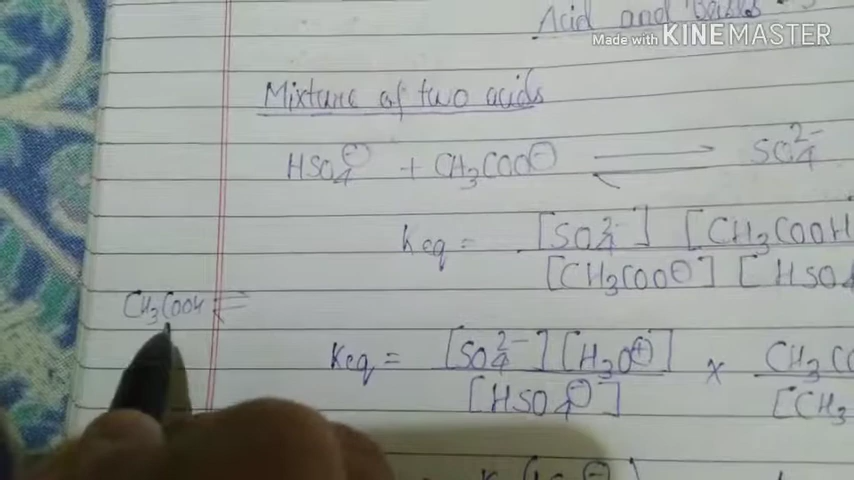 Acid and Bases
Made with KINEMASTER
Mixture of two acids
HSO₄⊖ + CH₃COO⊖ ⇌ SO₄²⁻
Keq = [SO₄²⁻] [CH₃COOH
[CH₃COO⊖] [HSO₄
CH₃COOH ⇌
Keq = [SO₄²⁻][H₃O⊕] × CH₃CO
[HSO₄⊖] [CH₃